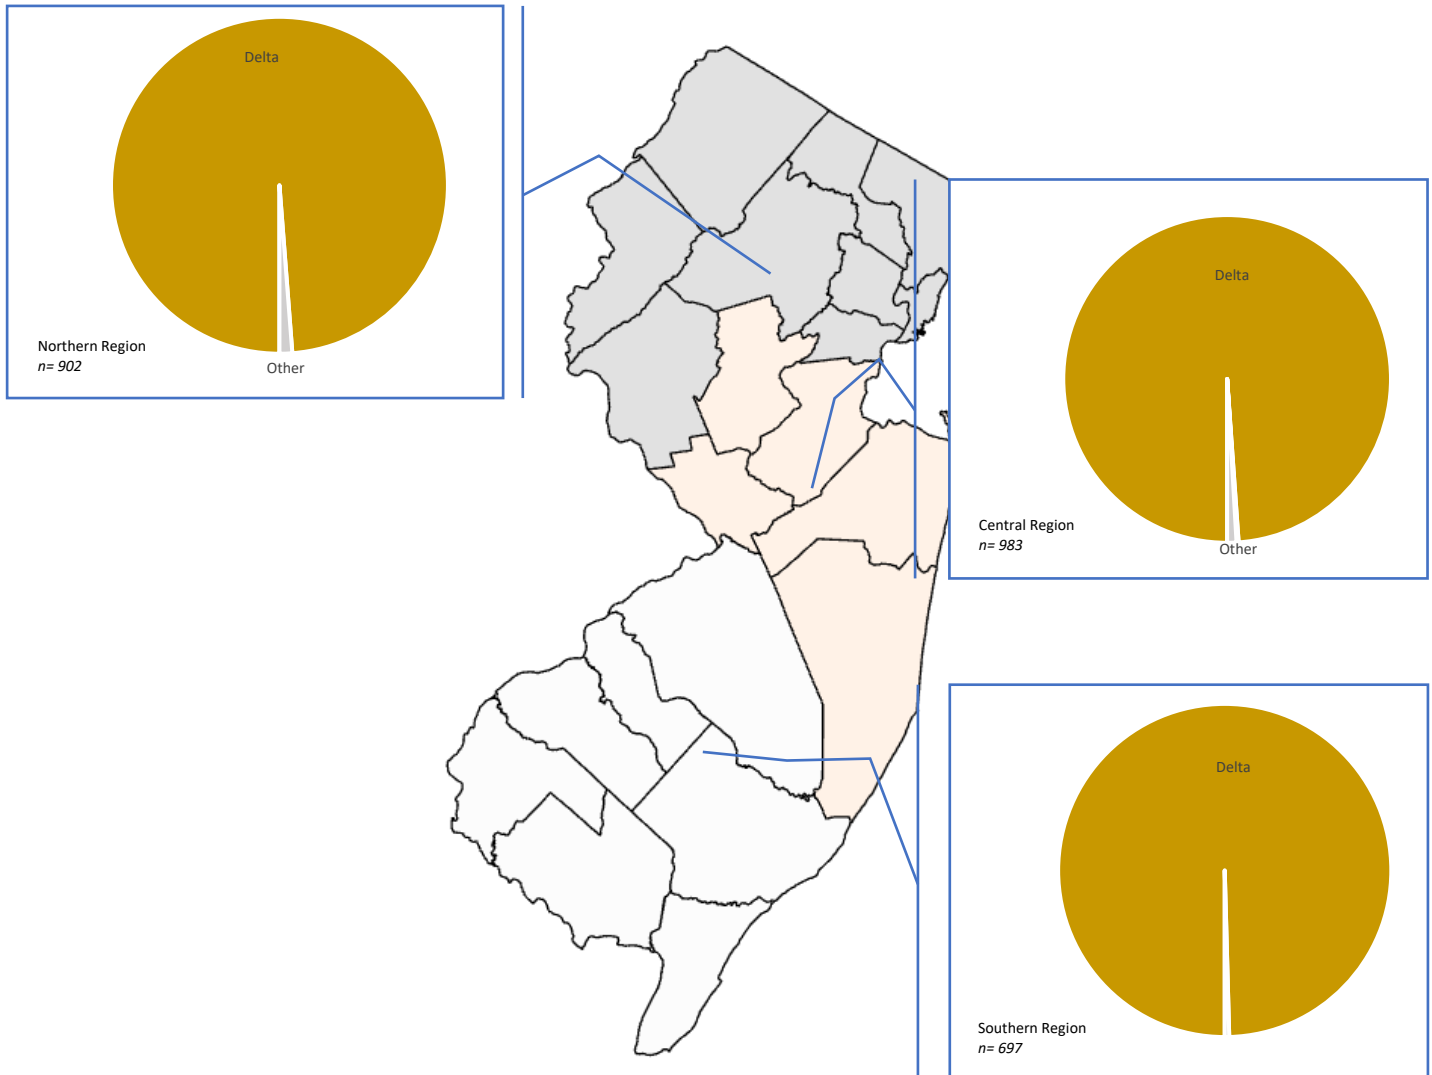 Delta
Northern Region
n= 902
Other
Delta
Central Region
n= 983
Other
Delta
Southern Region
n= 697